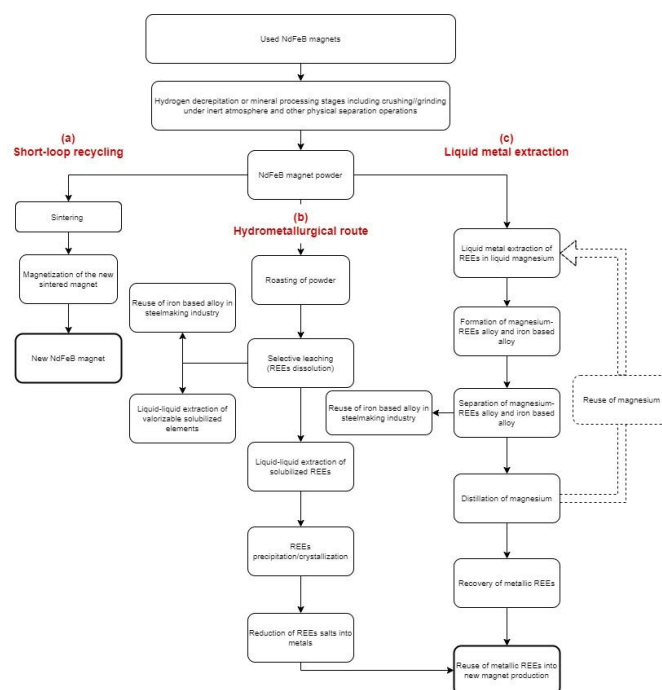 Used NdFeB magnets
Hydrogen decrepitation or mineral processing stages including crushing//grinding
under inert atmosphere and other physical separation operations
(a)
Short-loop recycling
(c)
Liquid metal extraction
NdFeB magnet powder
Sintering
Magnetization of the new
sintered magnet
New NdFeB magnet
(b)
Hydrometallurgical route
Roasting of powder
Reuse of iron based alloy in
steelmaking industry
Selective leaching
(REEs dissolution)
Liquid-liquid extraction of
valorizable solubilized
elements
Liquid-liquid extraction of
solubilized REEs
REEs
precipitation/crystallization
Reduction of REEs salts into
metals
Liquid metal extraction of
REEs in liquid magnesium
Formation of magnesium-
REEs alloy and iron based
alloy
Separation of magnesium-
REEs alloy and iron based
alloy
Reuse of iron based alloy in
steelmaking industry
Reuse of magnesium
Distillation of magnesium
Recovery of metallic REEs
Reuse of metallic REEs into
new magnet production